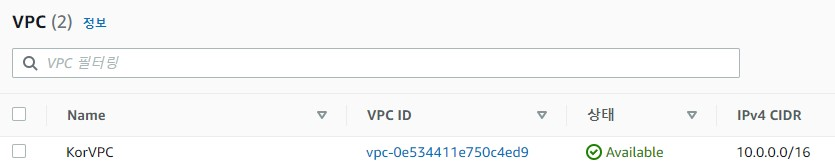 VPC (2) 정보
VPC 필터링
Name VPC ID 상태 IPv4 CIDR
KorVPC vpc-0e534411e750c4ed9 Available 10.0.0.0/16